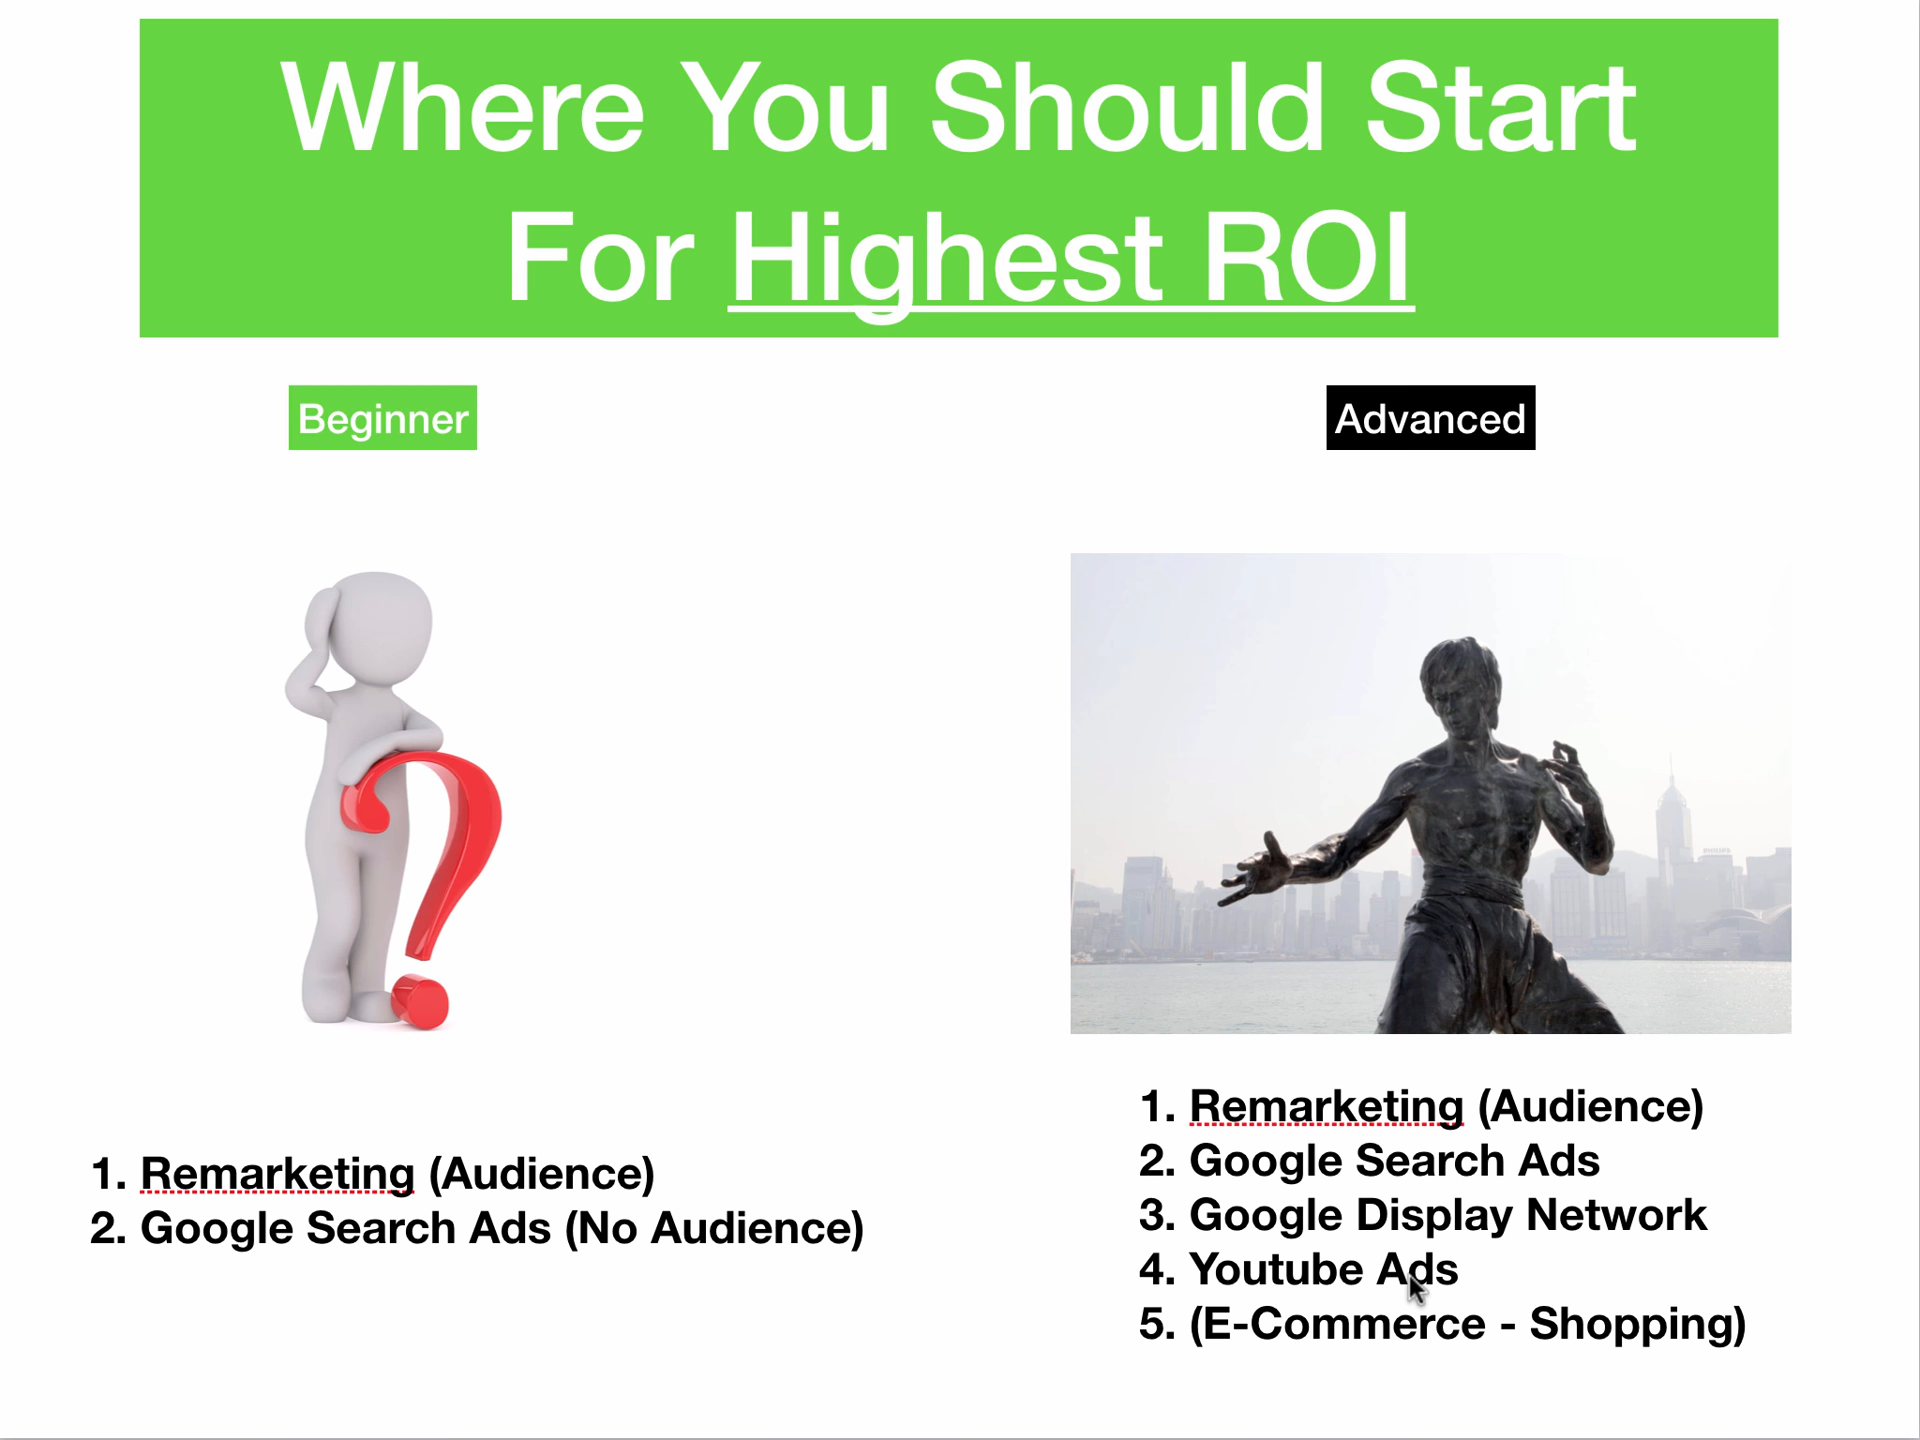 Where You Should Start
For Highest ROI
Beginner
Advanced
1. Remarketing (Audience)
2. Google Search Ads (No Audience)
1. Remarketing (Audience)
2. Google Search Ads
3. Google Display Network
4. Youtube Ads
5. (E-Commerce - Shopping)